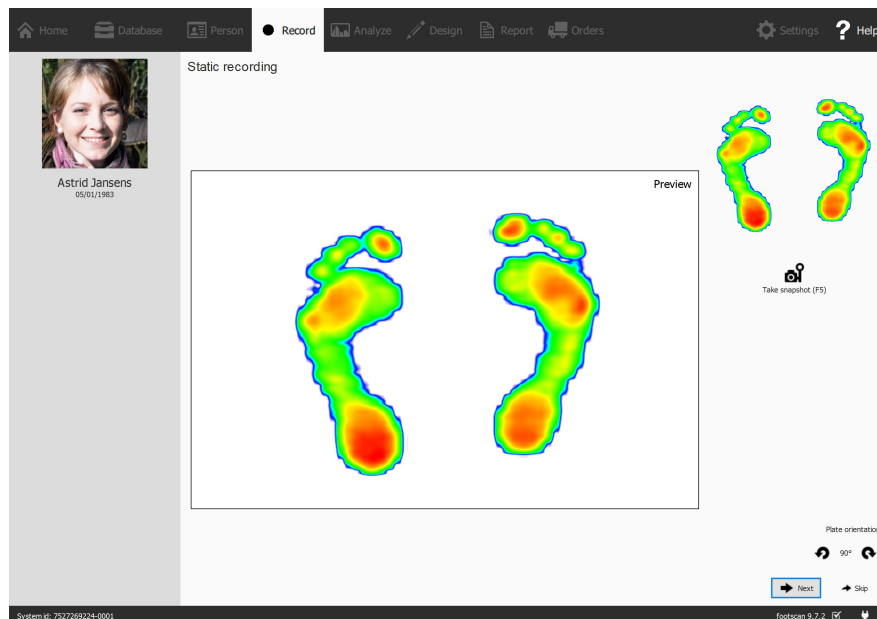 Home Database Person Record Analyze Design Report Orders Settings Help
Static recording
Preview
Astrid Jansens
05/01/1983
Take snapshot (F5)
Plate orientation
90°
Next Skip
System id: 7527269224-0001 footscan 9.7.2